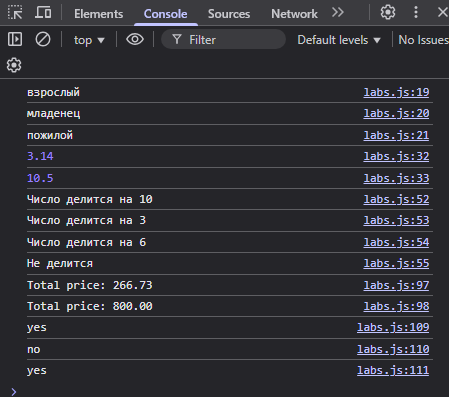 Elements Console Sources Network
top Filter Default levels No Issues
взрослый labs.js:19
младенец labs.js:20
пожилой labs.js:21
3.14 labs.js:32
10.5 labs.js:33
Число делится на 10 labs.js:52
Число делится на 3 labs.js:53
Число делится на 6 labs.js:54
Не делится labs.js:55
Total price: 266.73 labs.js:97
Total price: 800.00 labs.js:98
yes labs.js:109
no labs.js:110
yes labs.js:111